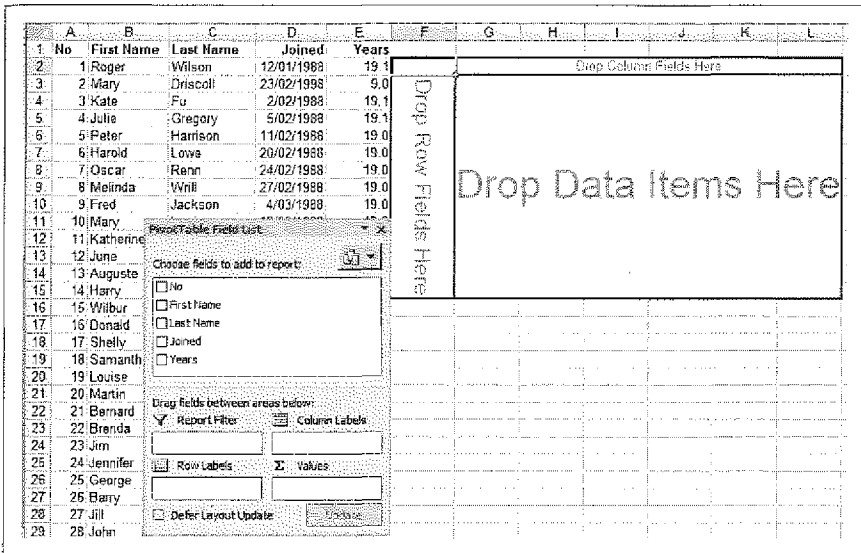 A B C D E F G H I J K L
1 No First Name Last Name Joined Years
2 1 Roger Wilson 12/01/1988 19.1 Drop Column Fields Here
3 2 Mary Driscoll 23/02/1998 9.0
4 3 Kate Fu 2/02/1988 19.1
5 4 Julie Gregory 5/02/1988 19.1
6 5 Peter Harrison 11/02/1988 19.0
7 6 Harold Lowe 20/02/1988 19.0
8 7 Oscar Renn 24/02/1988 19.0
9 8 Melinda Wrill 27/02/1988 19.0
10 9 Fred Jackson 4/03/1988 19.0
Drop Row Fields Here
Drop Data Items Here
11 10 Mary
12 11 Katherine
13 12 June
14 13 Auguste
15 14 Harry
16 15 Wilbur
17 16 Donald
18 17 Shelly
19 18 Samanth
20 19 Louise
21 20 Martin
22 21 Bernard
23 22 Brenda
24 23 Jim
25 24 Jennifer
26 25 George
27 26 Barry
28 27 Jill
29 28 John
PivotTable Field List
Choose fields to add to report:
No
First Name
Last Name
Joined
Years
Drag fields between areas below:
Report Filter Column Labels
Row Labels Σ Values
Defer Layout Update Update